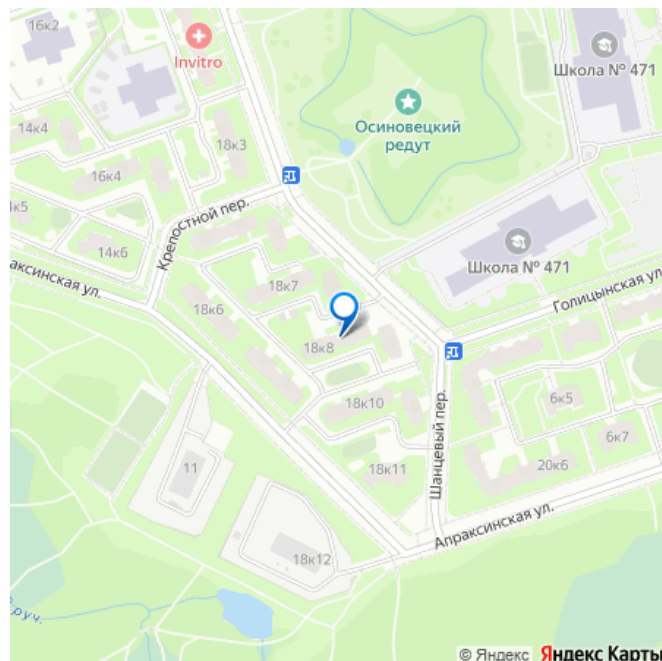 16к2
Invitro
Школа № 471
14к4
18к3
Осиновецкий
редут
16к4
к5
Крепостной пер.
14к6
Школа № 471
аксинская ул.
18к7
Голицынская ул
18к6
18к8
6к5
18к10
Шанцевый пер.
6к7
11
18к11
20к6
Апраксинская ул.
18к12
руч.
© Яндекс Яндекс Карты